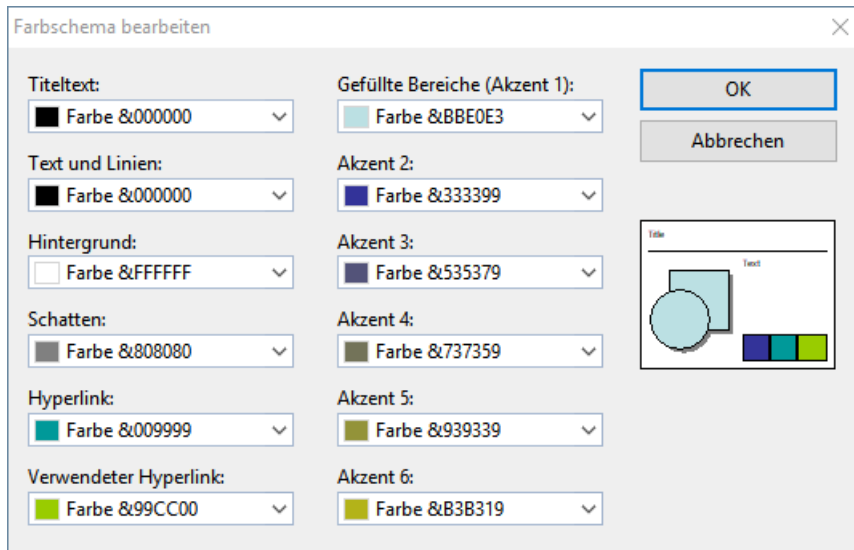 Farbschema bearbeiten
Titeltext:
Farbe &000000
Text und Linien:
Farbe &000000
Hintergrund:
Farbe &FFFFFF
Schatten:
Farbe &808080
Hyperlink:
Farbe &009999
Verwendeter Hyperlink:
Farbe &99CC00
Gefüllte Bereiche (Akzent 1):
Farbe &BBE0E3
Akzent 2:
Farbe &333399
Akzent 3:
Farbe &535379
Akzent 4:
Farbe &737359
Akzent 5:
Farbe &939339
Akzent 6:
Farbe &B3B319
OK
Abbrechen
Title
Text